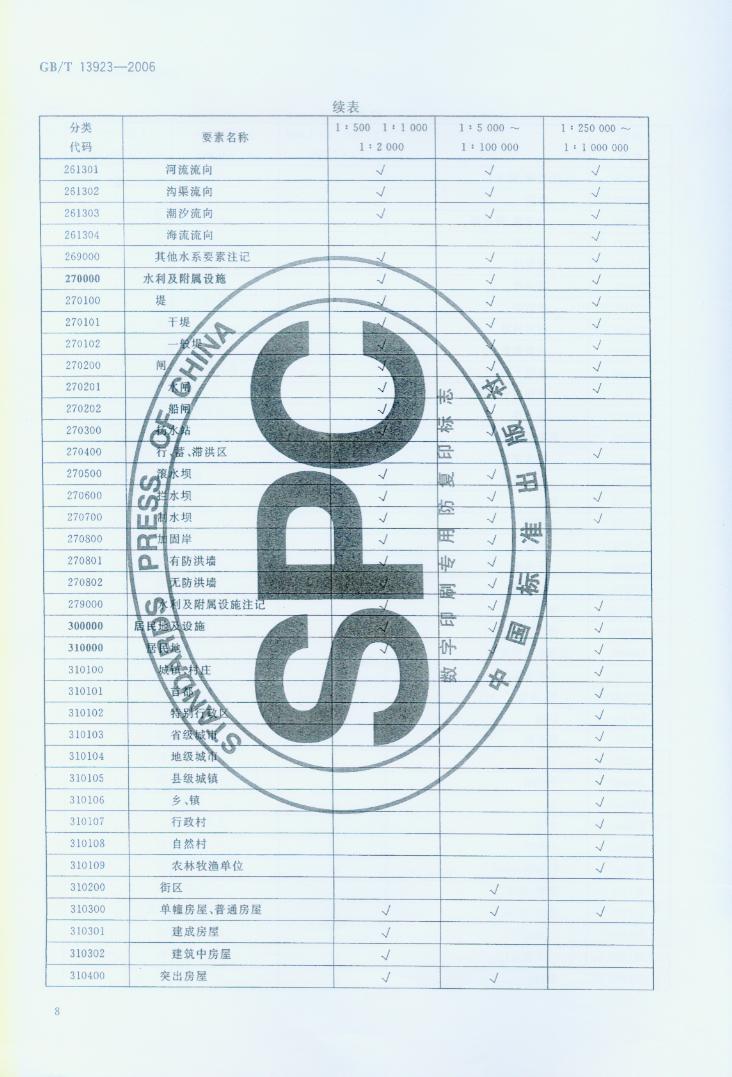 GB/T 13923—2006
续表
分类代码 要素名称 1∶500 1∶1 000 1∶2 000 1∶5 000 ～ 1∶100 000 1∶250 000 ～ 1∶1 000 000
261301 河流流向 √ √ √
261302 沟渠流向 √ √ √
261303 潮汐流向 √ √ √
261304 海流流向 √
269000 其他水系要素注记 √ √ √
270000 水利及附属设施 √ √ √
270100 堤 √ √ √
270101 干堤 √ √ √
270102 一般堤 √ √ √
270200 闸 √ √ √
270201 水闸 √ √ √
270202 船闸 √ √
270300 扬水站 √ √
270400 行、蓄、滞洪区 √
270500 滚水坝 √ √
270600 拦水坝 √ √ √
270700 制水坝 √ √ √
270800 加固岸 √ √
270801 有防洪墙 √ √
270802 无防洪墙 √ √
279000 水利及附属设施注记 √ √ √
300000 居民地及设施 √ √ √
310000 居民地 √ √ √
310100 城镇、村庄 √
310101 首都 √
310102 特别行政区 √
310103 省级城市 √
310104 地级城市 √
310105 县级城镇 √
310106 乡、镇 √
310107 行政村 √
310108 自然村 √
310109 农林牧渔单位 √
310200 街区 √
310300 单幢房屋、普通房屋 √ √ √
310301 建成房屋 √
310302 建筑中房屋 √
310400 突出房屋 √ √
8
STANDARDS PRESS OF CHINA
SPC
数字印刷专用防复印标志
中国标准出版社